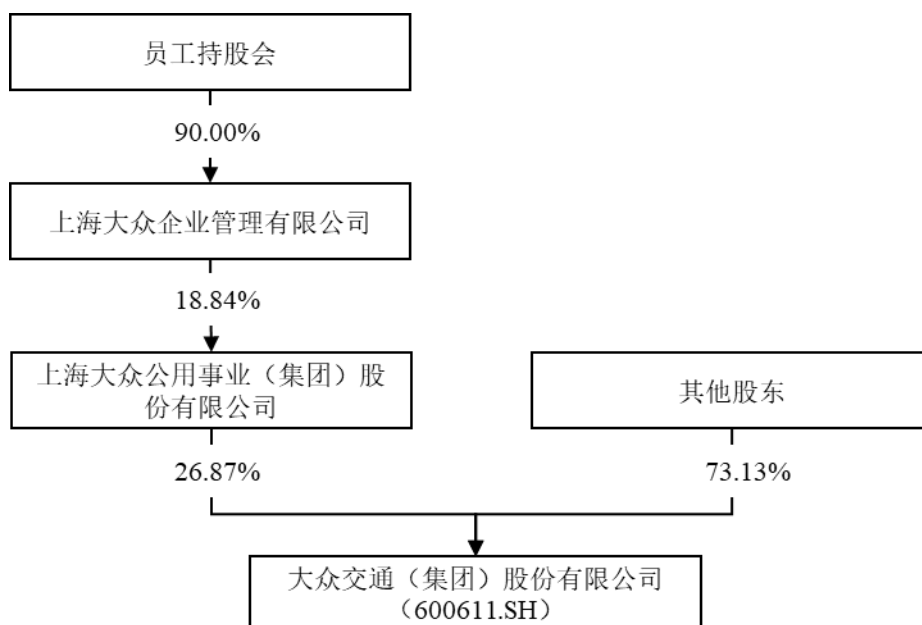 员工持股会
90.00%
上海大众企业管理有限公司
18.84%
上海大众公用事业（集团）股
份有限公司
其他股东
26.87%
73.13%
大众交通（集团）股份有限公司
（600611.SH）